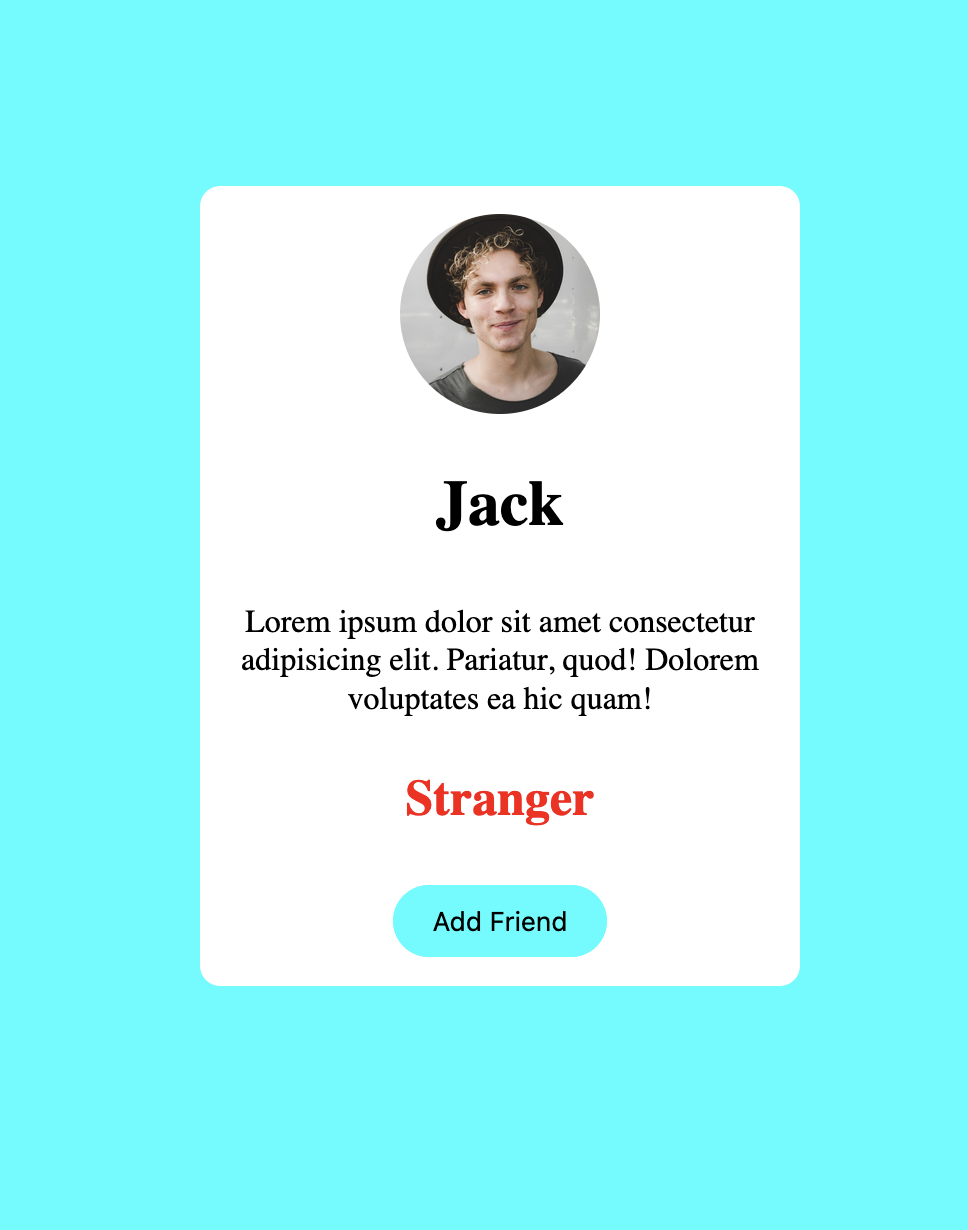 Jack
Lorem ipsum dolor sit amet consectetur
adipisicing elit. Pariatur, quod! Dolorem
voluptates ea hic quam!
Stranger
Add Friend